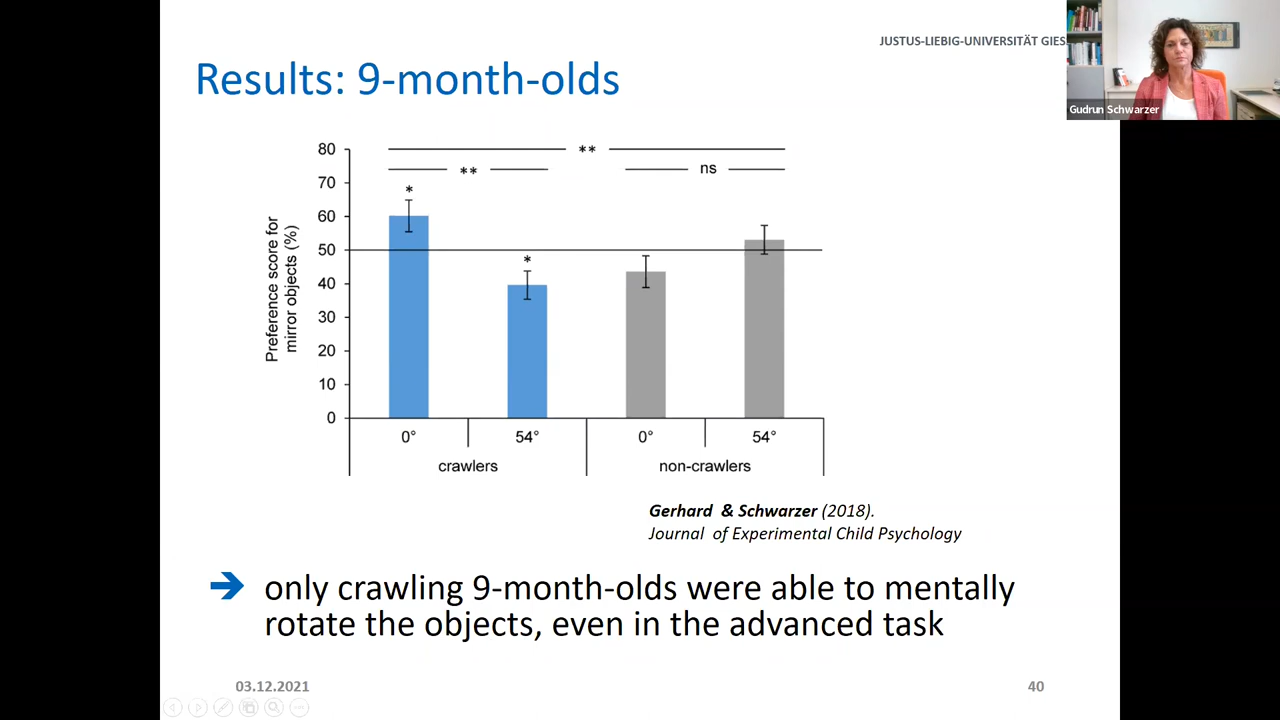 JUSTUS-LIEBIG-UNIVERSITÄT GIES
Gudrun Schwarzer
Results: 9-month-olds
80
70
60
50
40
30
20
10
0
Preference score for
mirror objects (%)
**
**
ns
*
*
0°
54°
0°
54°
crawlers
non-crawlers
Gerhard & Schwarzer (2018).
Journal of Experimental Child Psychology
➔ only crawling 9-month-olds were able to mentally
rotate the objects, even in the advanced task
03.12.2021
40